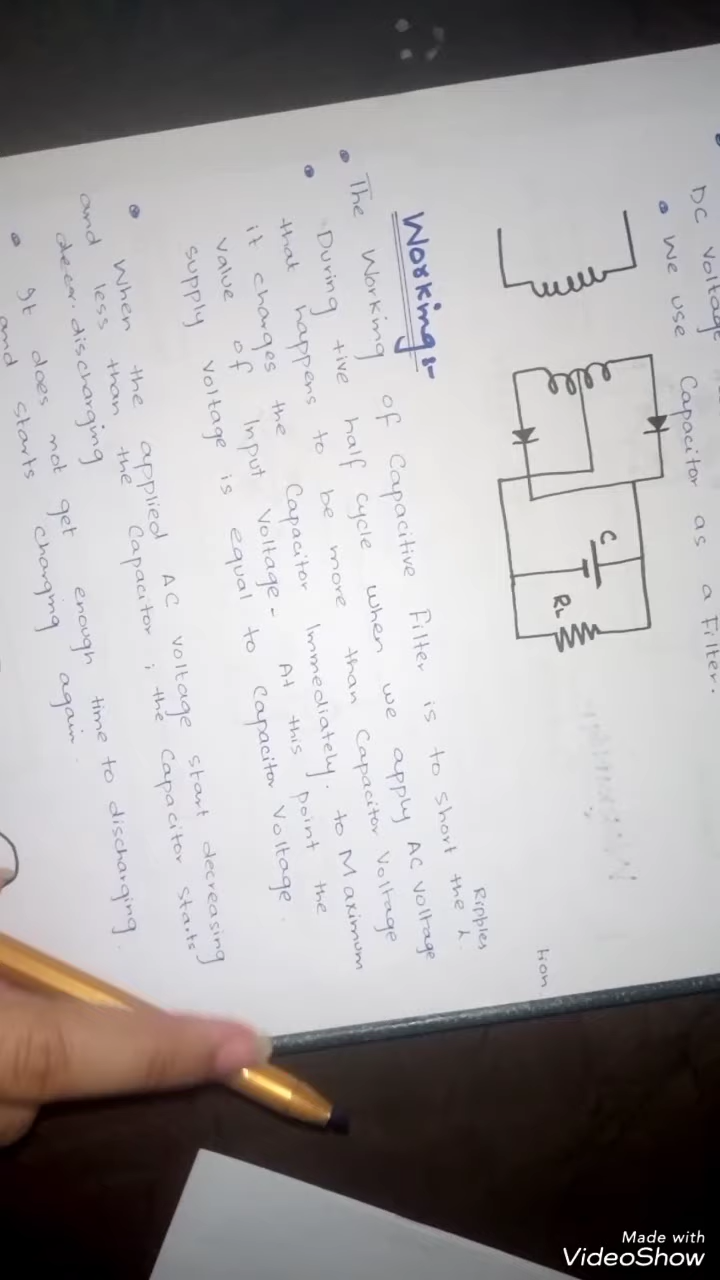 DC voltage
• We use Capacitor as a Filter.
C
RL
tion
Working:-
Ripples
• The Working of Capacitive Filter is to short the
• During +ive half cycle when we apply AC voltage
that happens to be more than Capacitor Voltage
it charges the Capacitor Immediately. to Maximum
value of Input Voltage- At this point the
supply voltage is equal to Capacitor Voltage.
• When the applied AC voltage start decreasing
and less than the Capacitor; the Capacitor starts
discharging
• It does not get enough time to discharging.
and starts charging again.
Made with
VideoShow